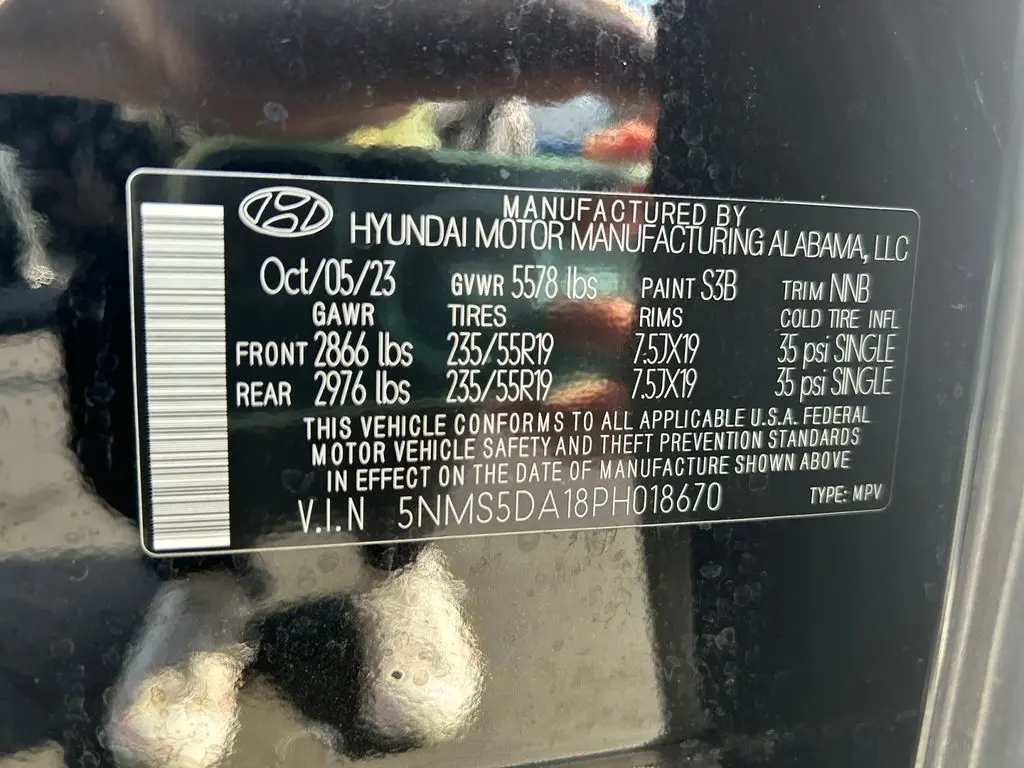 MANUFACTURED BY
HYUNDAI MOTOR MANUFACTURING ALABAMA, LLC
Oct/05/23 GVWR 5578 lbs PAINT S3B TRIM NNB
GAWR TIRES RIMS COLD TIRE INFL
FRONT 2866 lbs 235/55R19 7.5JX19 35 psi SINGLE
REAR 2976 lbs 235/55R19 7.5JX19 35 psi SINGLE
THIS VEHICLE CONFORMS TO ALL APPLICABLE U.S.A. FEDERAL
MOTOR VEHICLE SAFETY AND THEFT PREVENTION STANDARDS
IN EFFECT ON THE DATE OF MANUFACTURE SHOWN ABOVE
V.I.N 5NMS5DA18PH018670 TYPE: MPV